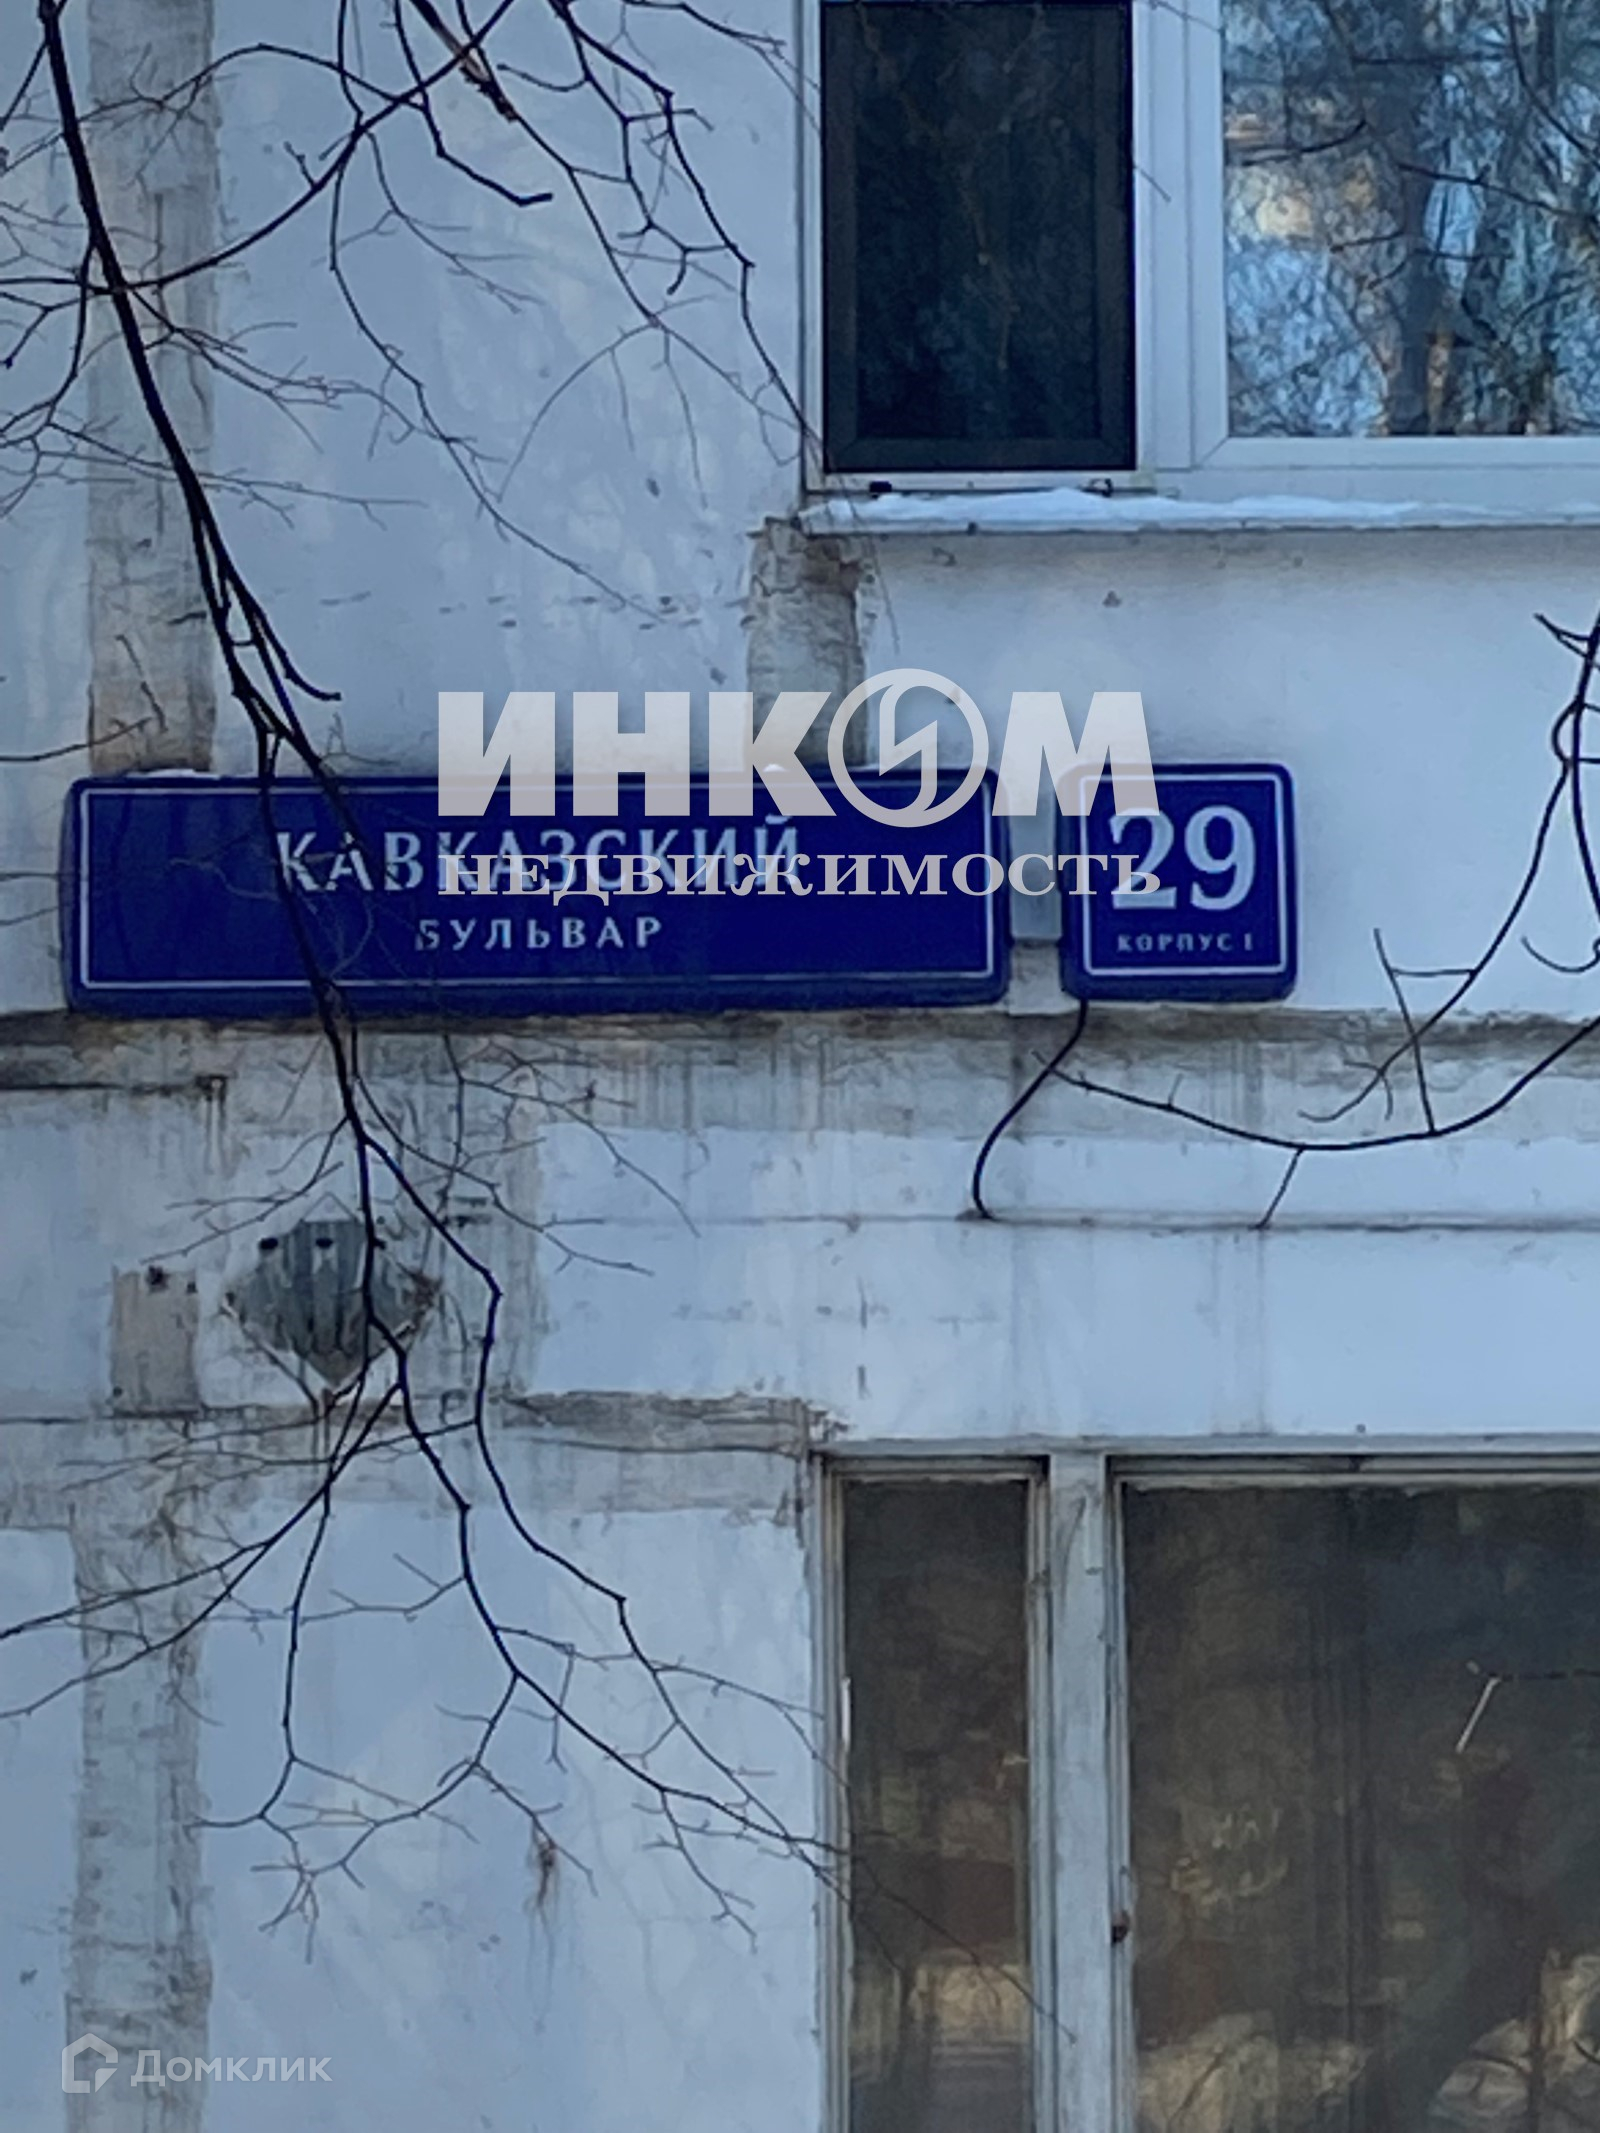 ИНКОМ
НЕДВИЖИМОСТЬ
КАВКАЗСКИЙ
БУЛЬВАР
29
КОРПУС 1
Домклик